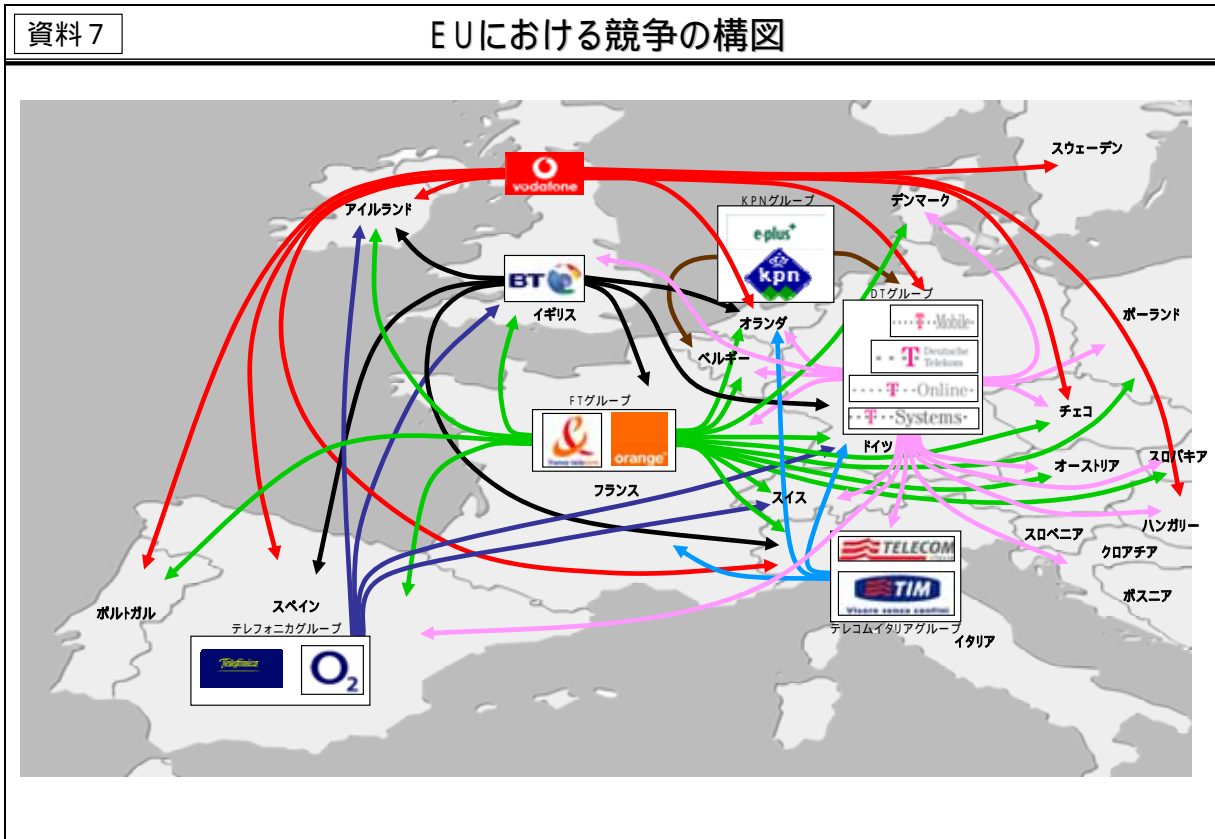 資料７
ＥＵにおける競争の構図
スウェーデン
vodafone
KPNグループ
デンマーク
アイルランド
e-plus+
kpn
BT
DTグループ
イギリス
オランダ
ポーランド
T Mobile
ベルギー
T Deutsche Telekom
T Online
FTグループ
チェコ
T Systems
france telecom
orange
ドイツ
スロバキア
オーストリア
フランス
スイス
ハンガリー
スロベニア
クロアチア
TELECOM
TIM
ボスニア
Vivere senza confini
スペイン
ポルトガル
テレフォニカグループ
テレコムイタリアグループ
イタリア
Telefónica
O2